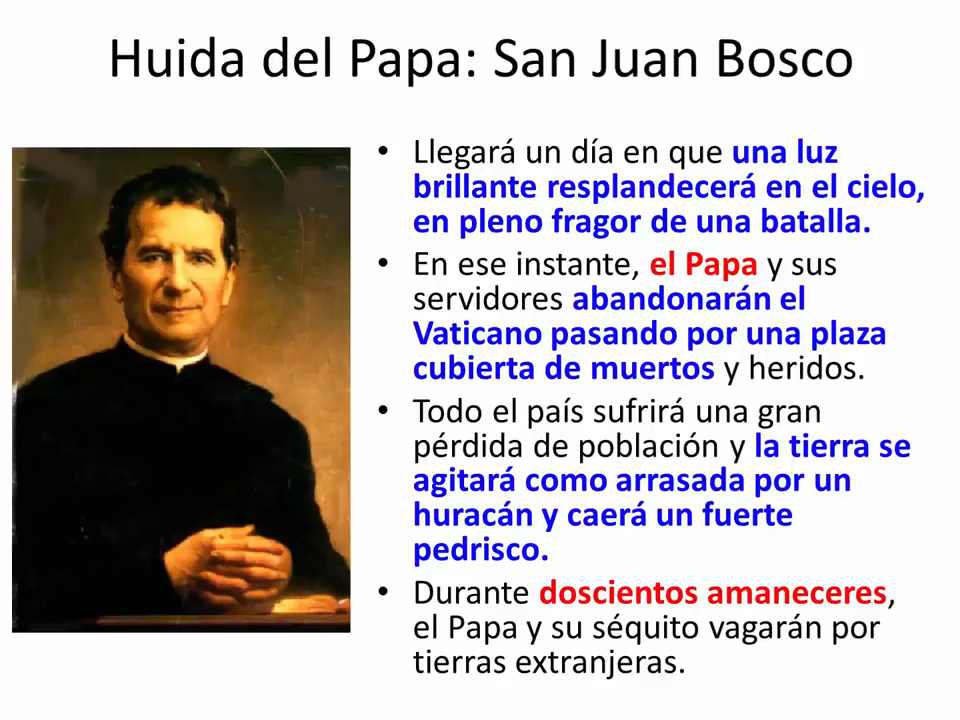 Huida del Papa: San Juan Bosco
• Llegará un día en que una luz
brillante resplandecerá en el cielo,
en pleno fragor de una batalla.
• En ese instante, el Papa y sus
servidores abandonarán el
Vaticano pasando por una plaza
cubierta de muertos y heridos.
• Todo el país sufrirá una gran
pérdida de población y la tierra se
agitará como arrasada por un
huracán y caerá un fuerte
pedrisco.
• Durante doscientos amaneceres,
el Papa y su séquito vagarán por
tierras extranjeras.